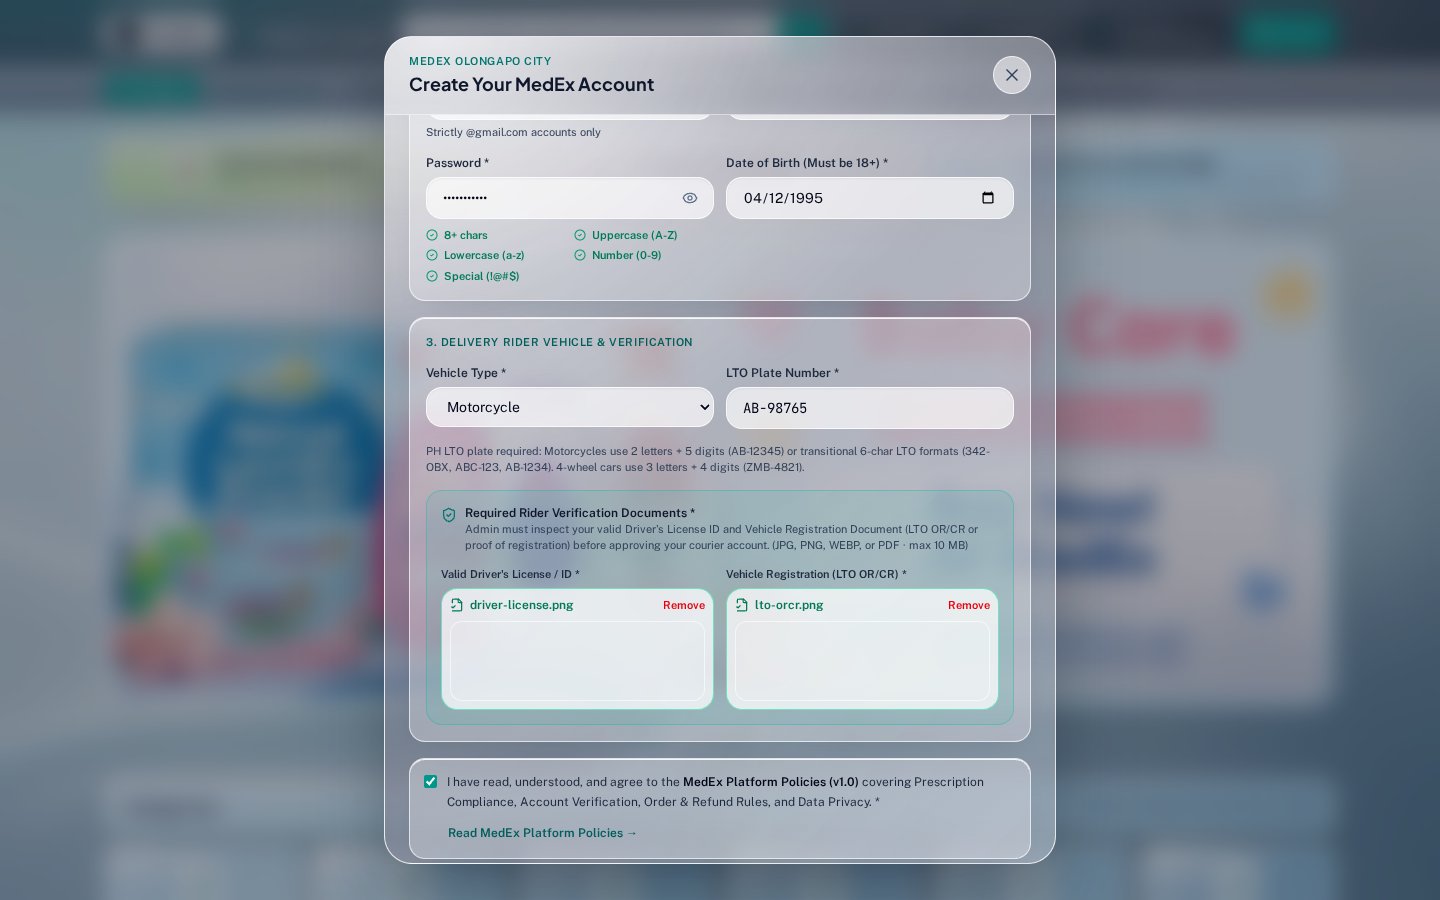 MEDEX OLONGAPO CITY
Create Your MedEx Account
Strictly @gmail.com accounts only
Password *
Date of Birth (Must be 18+) *
•••••••••••
04/12/1995
8+ chars
Uppercase (A-Z)
Lowercase (a-z)
Number (0-9)
Special (!@#$)
3. DELIVERY RIDER VEHICLE & VERIFICATION
Vehicle Type *
LTO Plate Number *
Motorcycle
AB-98765
PH LTO plate required: Motorcycles use 2 letters + 5 digits (AB-12345) or transitional 6-char LTO formats (342-
OBX, ABC-123, AB-1234). 4-wheel cars use 3 letters + 4 digits (ZMB-4821).
Required Rider Verification Documents *
Admin must inspect your valid Driver's License ID and Vehicle Registration Document (LTO OR/CR or
proof of registration) before approving your courier account. (JPG, PNG, WEBP, or PDF · max 10 MB)
Valid Driver's License / ID *
Vehicle Registration (LTO OR/CR) *
driver-license.png
Remove
lto-orcr.png
Remove
I have read, understood, and agree to the MedEx Platform Policies (v1.0) covering Prescription
Compliance, Account Verification, Order & Refund Rules, and Data Privacy. *
Read MedEx Platform Policies →